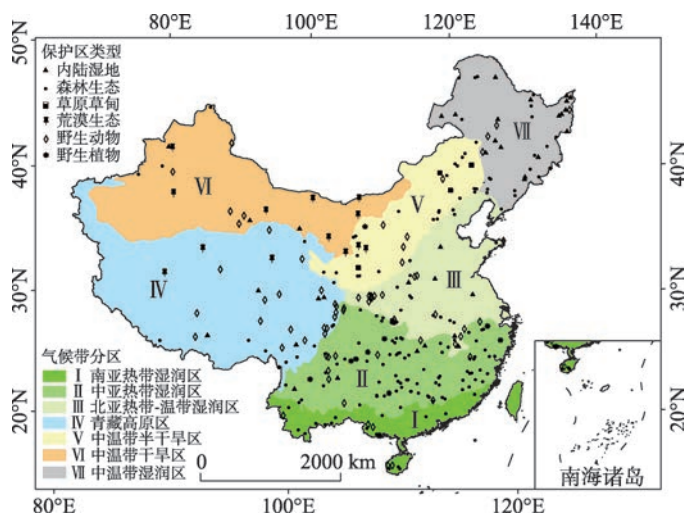 80°E 100°E 120°E 140°E
50°N
40°N
30°N
20°N
保护区类型
内陆湿地
森林生态
草原草甸
荒漠生态
野生动物
野生植物
Ⅶ
Ⅵ
Ⅴ
Ⅳ
Ⅲ
Ⅱ
Ⅰ
气候带分区
Ⅰ 南亚热带湿润区
Ⅱ 中亚热带湿润区
Ⅲ 北亚热带-温带湿润区
Ⅳ 青藏高原区
Ⅴ 中温带半干旱区
Ⅵ 中温带干旱区
Ⅶ 中温带湿润区
0 2000 km
南海诸岛
50°N
40°N
30°N
20°N
80°E 100°E 120°E